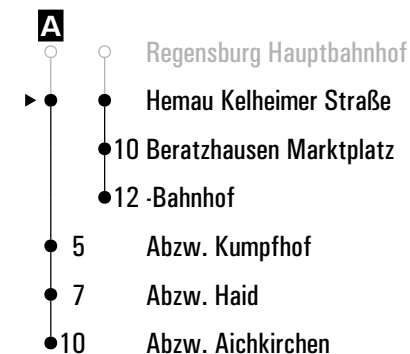 A
Regensburg Hauptbahnhof
Hemau Kelheimer Straße
10 Beratzhausen Marktplatz
12 -Bahnhof
5 Abzw. Kumpfhof
7 Abzw. Haid
10 Abzw. Aichkirchen